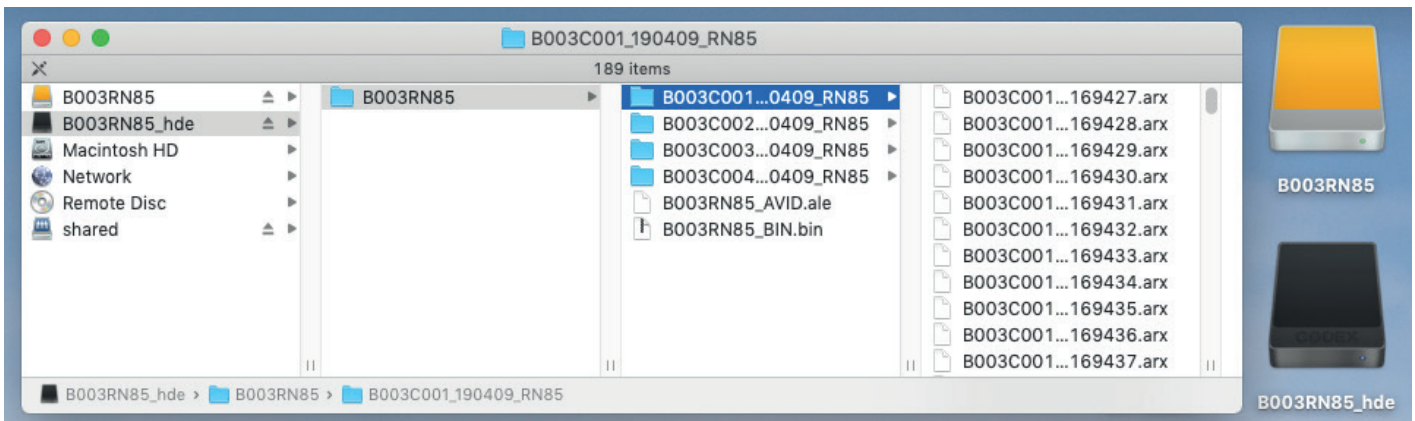 B003C001_190409_RN85
189 items
B003RN85
B003RN85_hde
Macintosh HD
Network
Remote Disc
shared
B003RN85
B003C001...0409_RN85
B003C002...0409_RN85
B003C003...0409_RN85
B003C004...0409_RN85
B003RN85_AVID.ale
B003RN85_BIN.bin
B003C001...169427.arx
B003C001...169428.arx
B003C001...169429.arx
B003C001...169430.arx
B003C001...169431.arx
B003C001...169432.arx
B003C001...169433.arx
B003C001...169434.arx
B003C001...169435.arx
B003C001...169436.arx
B003C001...169437.arx
B003RN85_hde › B003RN85 › B003C001_190409_RN85
B003RN85
CODEX
B003RN85_hde